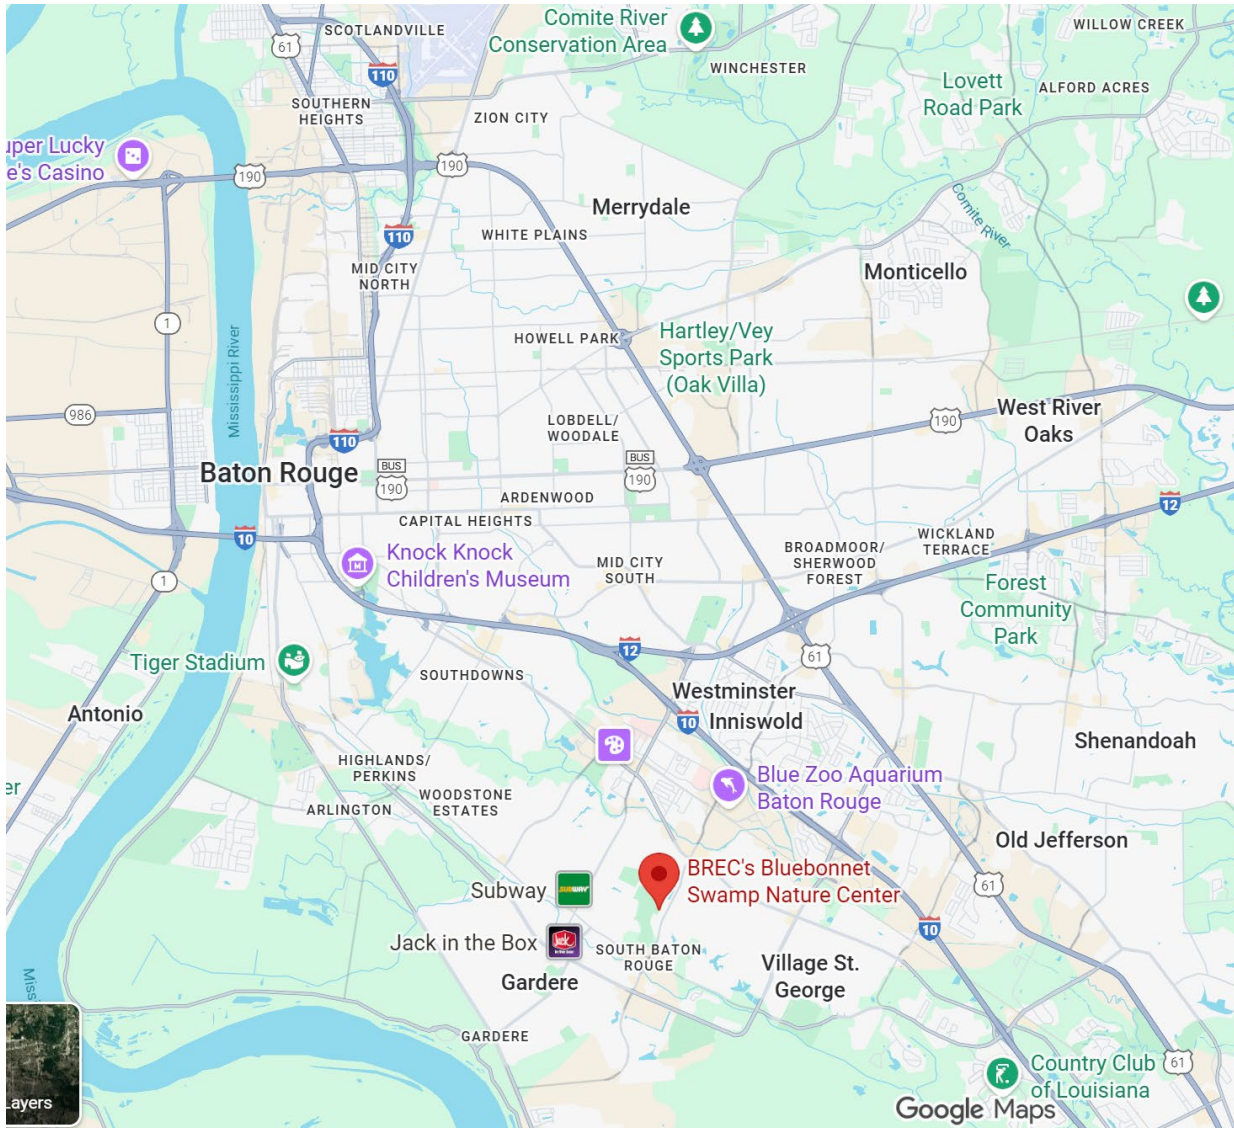 SCOTLANDVILLE
61
Comite River
Conservation Area
WILLOW CREEK
110
WINCHESTER
Lovett
Road Park
ALFORD ACRES
SOUTHERN
HEIGHTS
ZION CITY
uper Lucky
e's Casino
190
190
Merrydale
Comite River
110
WHITE PLAINS
MID CITY
NORTH
Monticello
1
Mississippi River
HOWELL PARK
Hartley/Vey
Sports Park
(Oak Villa)
986
LOBDELL/
WOODALE
190
West River
Oaks
110
Baton Rouge
BUS
190
BUS
190
ARDENWOOD
12
10
CAPITAL HEIGHTS
WICKLAND
TERRACE
Knock Knock
Children's Museum
MID CITY
SOUTH
BROADMOOR/
SHERWOOD
FOREST
1
Forest
Community
Park
Tiger Stadium
12
61
SOUTHDOWNS
Westminster
Antonio
10
Inniswold
Shenandoah
HIGHLANDS/
PERKINS
er
WOODSTONE
ESTATES
ARLINGTON
Blue Zoo Aquarium
Baton Rouge
Old Jefferson
Subway
SUBWAY
BREC's Bluebonnet
Swamp Nature Center
61
10
Jack in the Box
Jack
SOUTH BATON
ROUGE
Village St.
George
Gardere
Miss
GARDERE
Country Club
of Louisiana
61
Layers
Google Maps